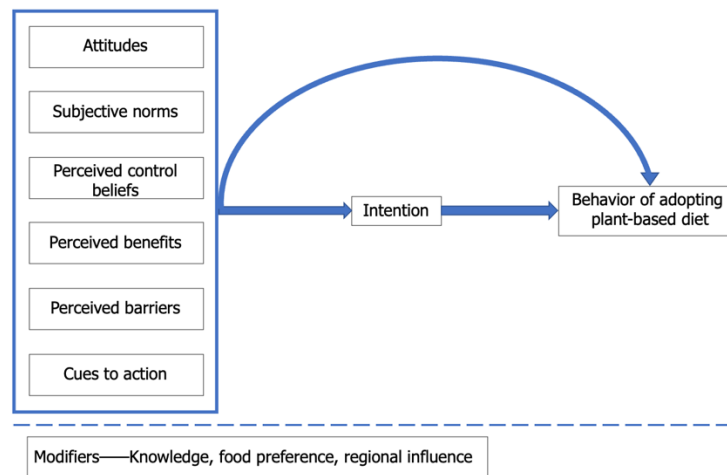 Attitudes
Subjective norms
Perceived control
beliefs
Perceived benefits
Perceived barriers
Cues to action
Intention
Behavior of adopting
plant-based diet
Modifiers——Knowledge, food preference, regional influence